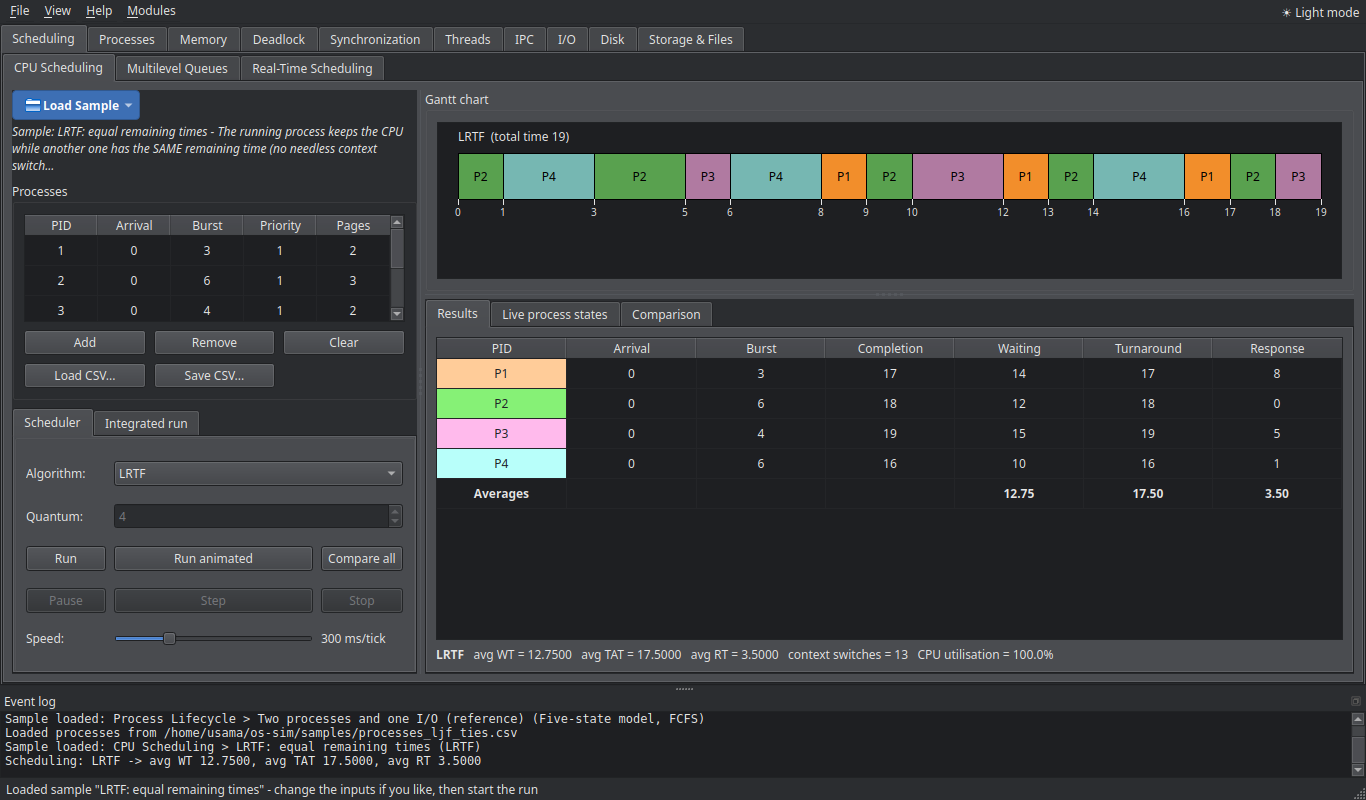 File View Help Modules
☀ Light mode
Scheduling Processes Memory Deadlock Synchronization Threads IPC I/O Disk Storage & Files
CPU Scheduling Multilevel Queues Real-Time Scheduling
Load Sample
Sample: LRTF: equal remaining times - The running process keeps the CPU
while another one has the SAME remaining time (no needless context
switch...
Processes
PID Arrival Burst Priority Pages
1 0 3 1 2
2 0 6 1 3
3 0 4 1 2
Add Remove Clear
Load CSV... Save CSV...
Scheduler Integrated run
Algorithm: LRTF
Quantum: 4
Run Run animated Compare all
Pause Step Stop
Speed: 300 ms/tick
Gantt chart
LRTF (total time 19)
P2 P4 P2 P3 P4 P1 P2 P3 P1 P2 P4 P1 P2 P3
0 1 3 5 6 8 9 10 12 13 14 16 17 18 19
Results Live process states Comparison
PID Arrival Burst Completion Waiting Turnaround Response
P1 0 3 17 14 17 8
P2 0 6 18 12 18 0
P3 0 4 19 15 19 5
P4 0 6 16 10 16 1
Averages 12.75 17.50 3.50
LRTF avg WT = 12.7500 avg TAT = 17.5000 avg RT = 3.5000 context switches = 13 CPU utilisation = 100.0%
Event log
Sample loaded: Process Lifecycle > Two processes and one I/O (reference) (Five-state model, FCFS)
Loaded processes from /home/usama/os-sim/samples/processes_ljf_ties.csv
Sample loaded: CPU Scheduling > LRTF: equal remaining times (LRTF)
Scheduling: LRTF -> avg WT 12.7500, avg TAT 17.5000, avg RT 3.5000
Loaded sample "LRTF: equal remaining times" - change the inputs if you like, then start the run